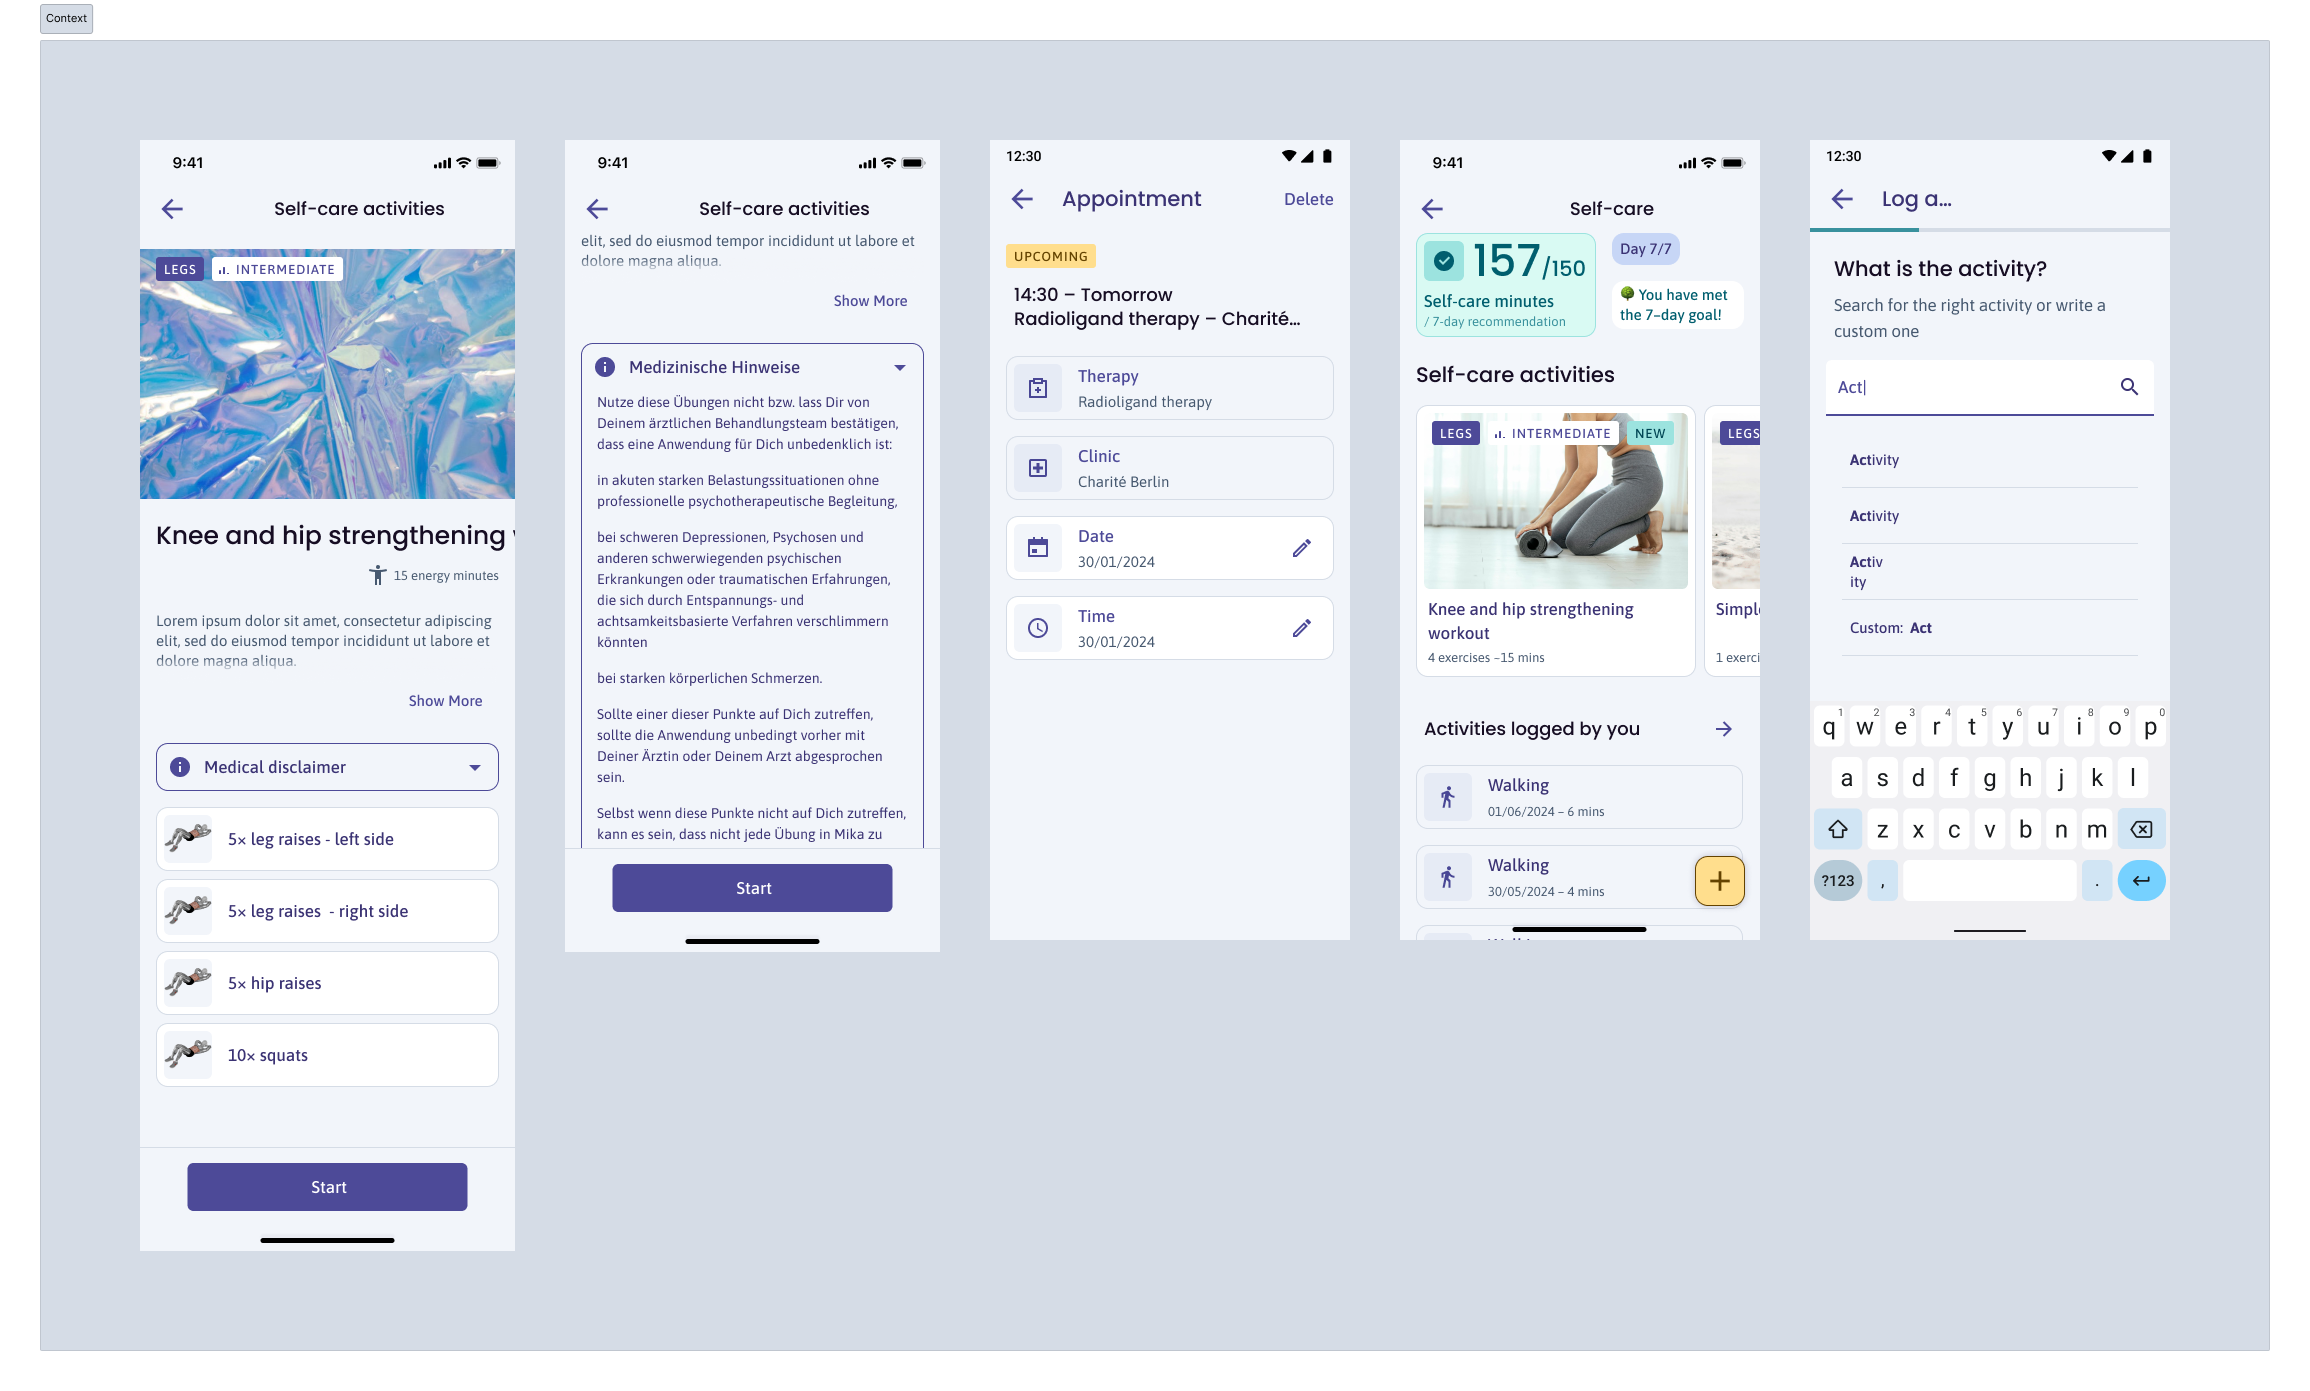 Context
9:41
Self-care activities
LEGS
INTERMEDIATE
Knee and hip strengthening
15 energy minutes
Lorem ipsum dolor sit amet, consectetur adipiscing
elit, sed do eiusmod tempor incididunt ut labore et
dolore magna aliqua.
Show More
Medical disclaimer
5× leg raises - left side
5× leg raises  - right side
5× hip raises
10× squats
Start
9:41
Self-care activities
elit, sed do eiusmod tempor incididunt ut labore et
dolore magna aliqua.
Show More
Medizinische Hinweise
Nutze diese Übungen nicht bzw. lass Dir von
Deinem ärztlichen Behandlungsteam bestätigen,
dass eine Anwendung für Dich unbedenklich ist:
in akuten starken Belastungssituationen ohne
professionelle psychotherapeutische Begleitung,
bei schweren Depressionen, Psychosen und
anderen schwerwiegenden psychischen
Erkrankungen oder traumatischen Erfahrungen,
die sich durch Entspannungs- und
achtsamkeitsbasierte Verfahren verschlimmern
könnten
bei starken körperlichen Schmerzen.
Sollte einer dieser Punkte auf Dich zutreffen,
sollte die Anwendung unbedingt vorher mit
Deiner Ärztin oder Deinem Arzt abgesprochen
sein.
Selbst wenn diese Punkte nicht auf Dich zutreffen,
kann es sein, dass nicht jede Übung in Mika zu
Start
12:30
Appointment
Delete
UPCOMING
14:30 – Tomorrow
Radioligand therapy – Charité...
Therapy
Radioligand therapy
Clinic
Charité Berlin
Date
30/01/2024
Time
30/01/2024
9:41
Self-care
157/150
Self-care minutes
/ 7-day recommendation
Day 7/7
You have met
the 7-day goal!
Self-care activities
LEGS
INTERMEDIATE
NEW
LEGS
Knee and hip strengthening
workout
4 exercises -15 mins
Simpl
1 exerci
Activities logged by you
Walking
01/06/2024 – 6 mins
Walking
30/05/2024 – 4 mins
12:30
Log a...
What is the activity?
Search for the right activity or write a
custom one
Act
Activity
Activity
Activ
ity
Custom: Act
q1 w2 e3 r4 t5 y6 u7 i8 o9 p0
a s d f g h j k l
z x c v b n m
?123 , .